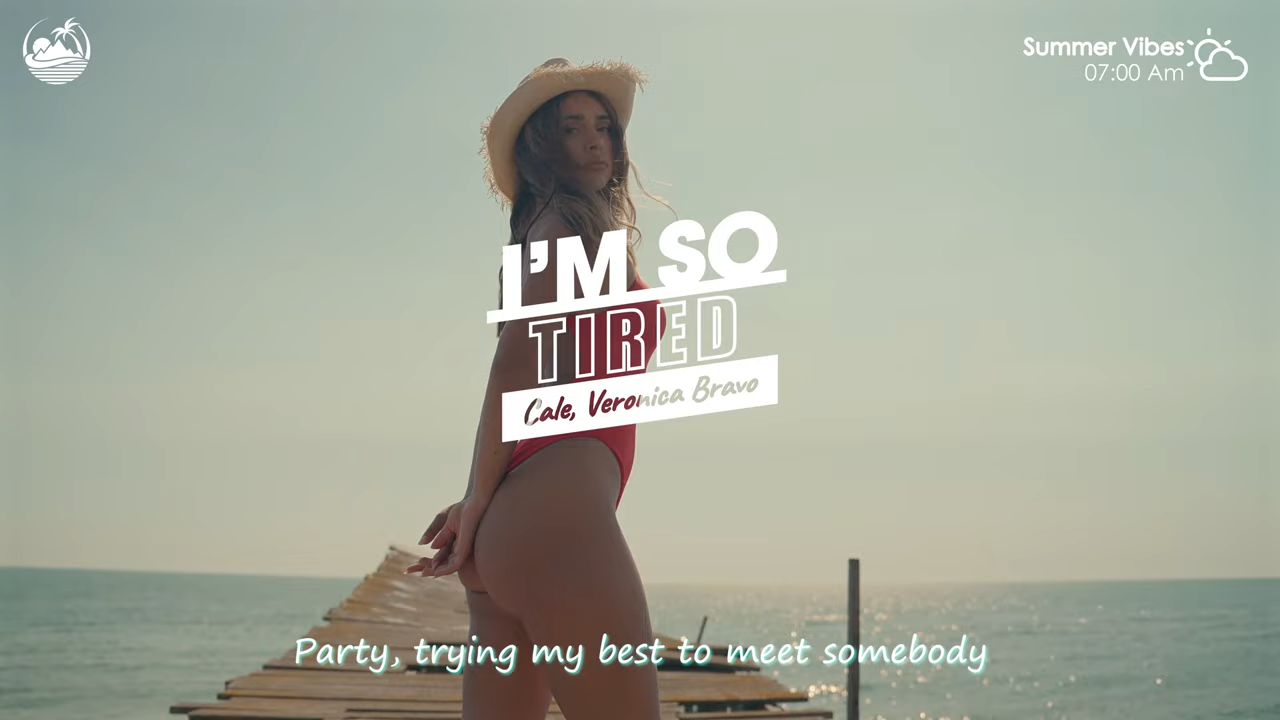 Summer Vibes
07:00 Am
I'M SO
TIRED
Cale, Veronica Bravo
Party, trying my best to meet somebody